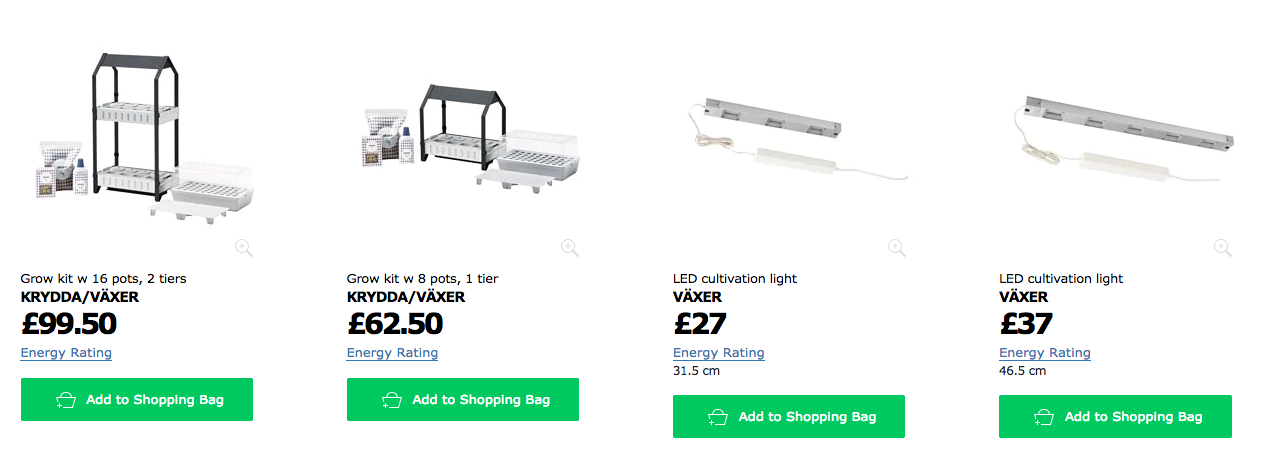 Grow kit w 16 pots, 2 tiers
KRYDDA/VÄXER
£99.50
Energy Rating
Add to Shopping Bag
Grow kit w 8 pots, 1 tier
KRYDDA/VÄXER
£62.50
Energy Rating
Add to Shopping Bag
LED cultivation light
VÄXER
£27
Energy Rating
31.5 cm
Add to Shopping Bag
LED cultivation light
VÄXER
£37
Energy Rating
46.5 cm
Add to Shopping Bag